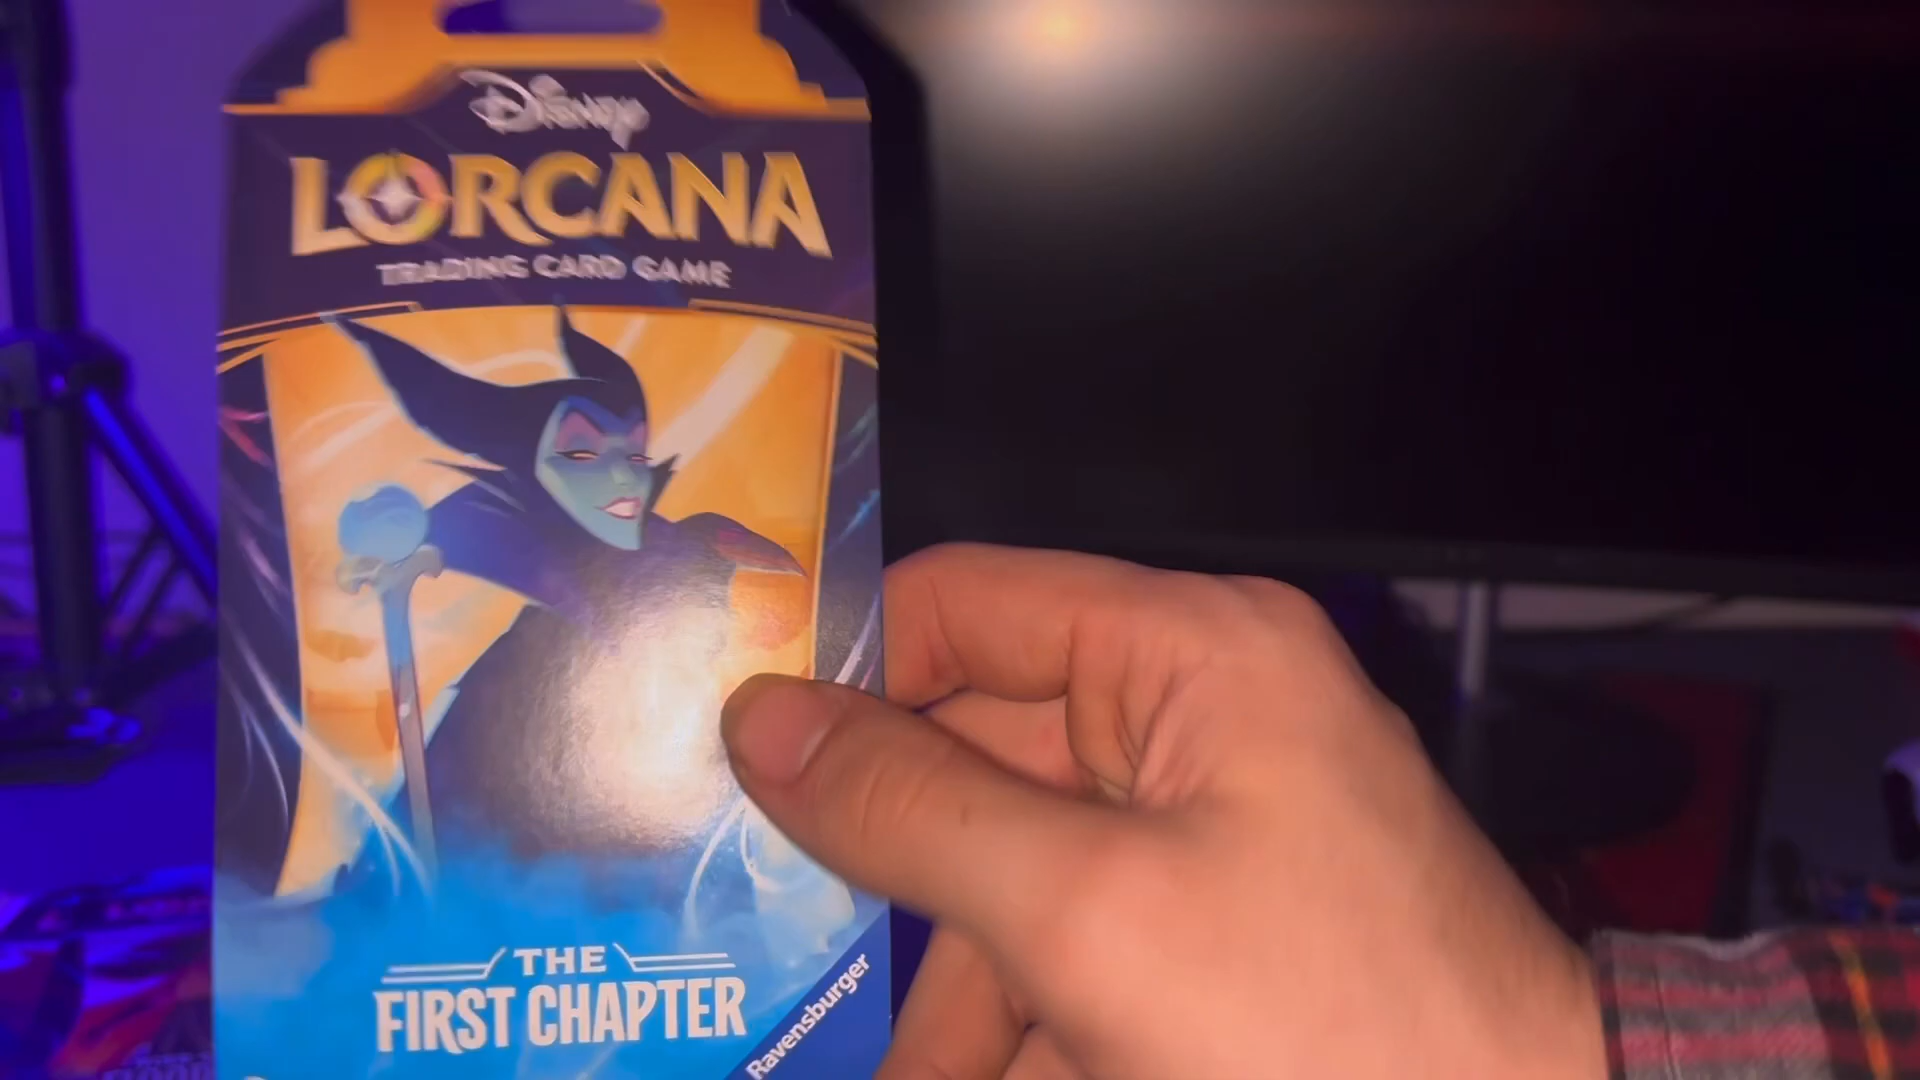 Disney
LORCANA
TRADING CARD GAME
THE
FIRST CHAPTER
Ravensburger